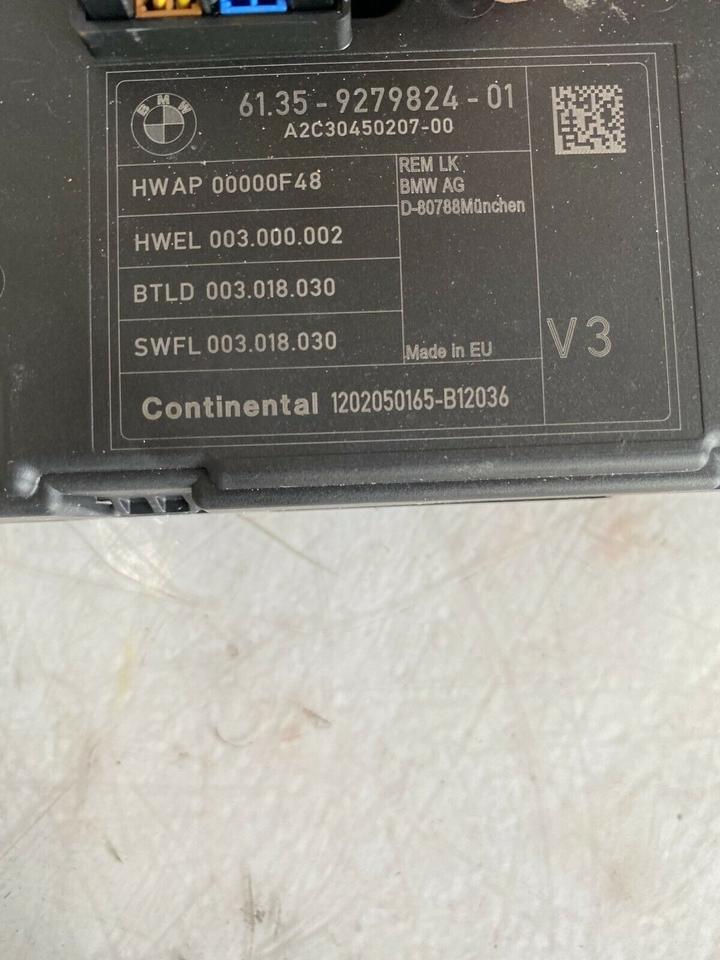 BMW
61.35 - 9279824 - 01
A2C30450207-00
HWAP 00000F48
REM LK
BMW AG
D-80788München
HWEL 003.000.002
BTLD 003.018.030
SWFL 003.018.030
Made in EU
V3
Continental 1202050165-B12036